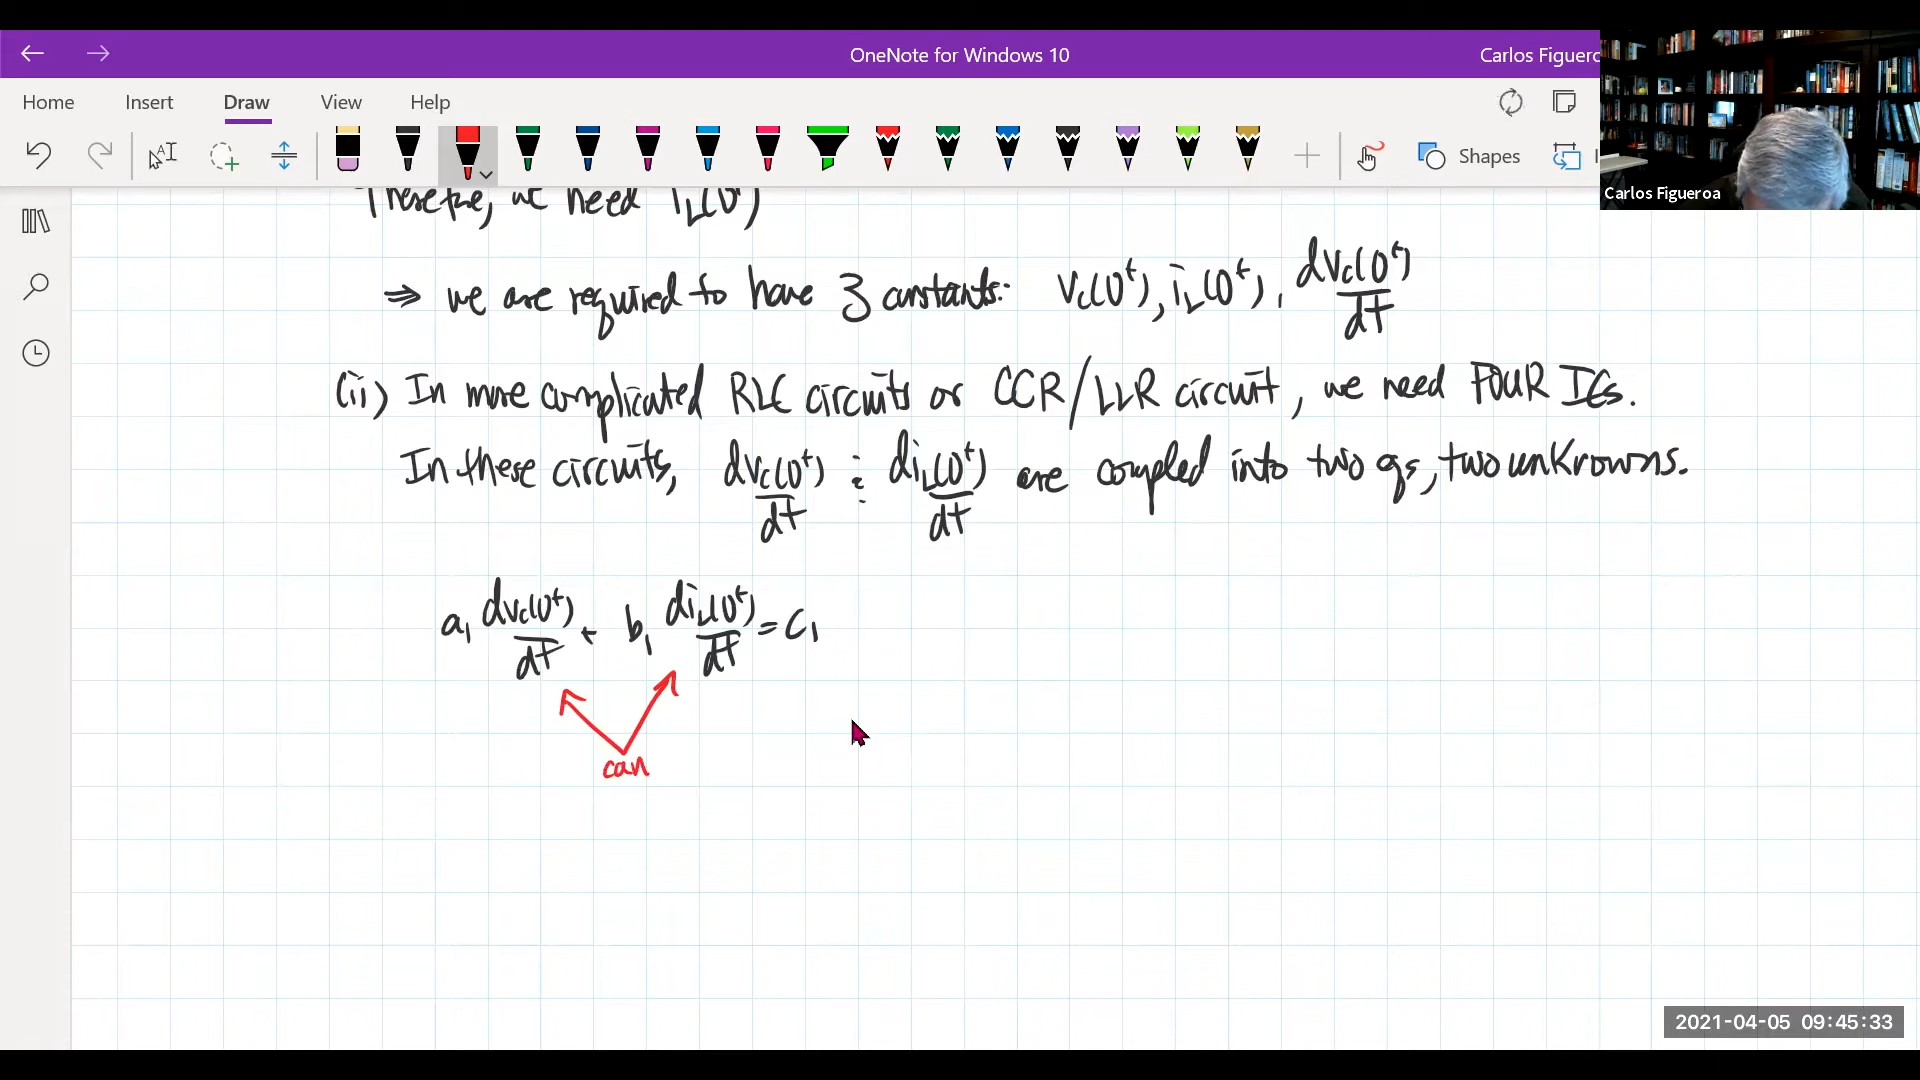 OneNote for Windows 10
Carlos Figuero
Home Insert Draw View Help
Shapes
Carlos Figueroa
Therefore, we need iL(0+)
⇒ we are required to have 3 constants: Vc(0+), iL(0+), dVc(0+)/dt
(ii) In more complicated RLC circuits or CCR/LLR circuit, we need FOUR ICs.
In these circuits, dvc(0+)/dt & diL(0+)/dt are coupled into two eqs, two unknowns.
a₁ dvc(0+)/dt + b₁ diL(0+)/dt = c₁
can
2021-04-05 09:45:33